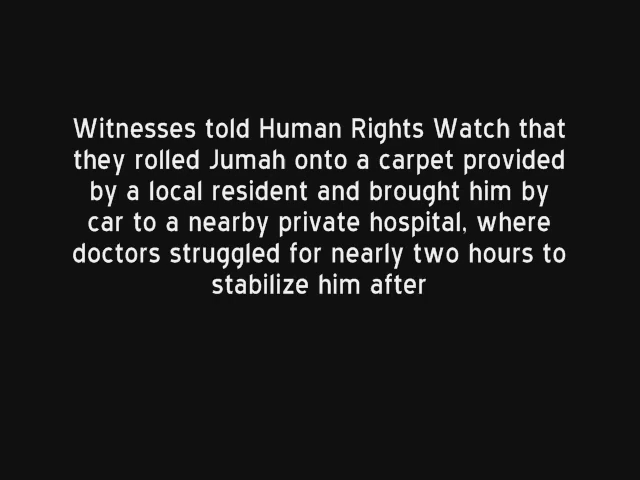 Witnesses told Human Rights Watch that
they rolled Jumah onto a carpet provided
by a local resident and brought him by
car to a nearby private hospital, where
doctors struggled for nearly two hours to
stabilize him after